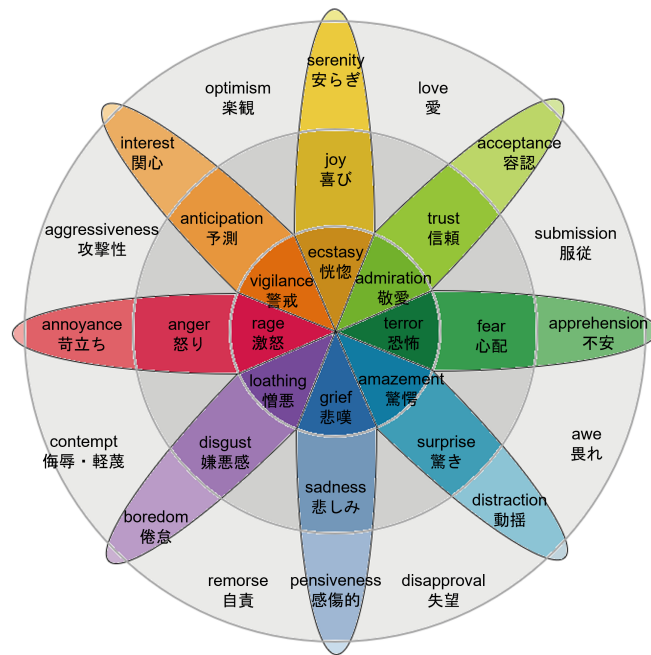 serenity
安らぎ
optimism
楽観
love
愛
interest
関心
acceptance
容認
joy
喜び
anticipation
予測
trust
信頼
aggressiveness
攻撃性
submission
服従
ecstasy
恍惚
vigilance
警戒
admiration
敬愛
annoyance
苛立ち
anger
怒り
rage
激怒
terror
恐怖
fear
心配
apprehension
不安
loathing
憎悪
grief
悲嘆
amazement
驚愕
contempt
侮辱・軽蔑
disgust
嫌悪感
surprise
驚き
awe
畏れ
sadness
悲しみ
boredom
倦怠
distraction
動揺
remorse
自責
pensiveness
感傷的
disapproval
失望